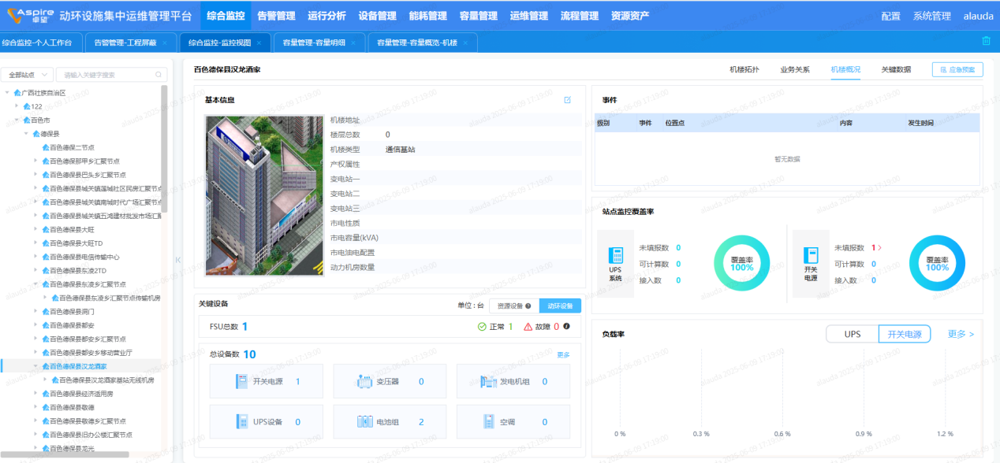 Aspire 卓望 动环设施集中运维管理平台 综合监控 告警管理 运行分析 设备管理 能耗管理 容量管理 运维管理 流程管理 资源资产 配置 系统管理 alauda
综合监控-个人工作台 告警管理-工程屏蔽 × 综合监控-监控视图 × 容量管理-容量明细 × 容量管理-容量概览-机楼 ×
全部站点 请输入关键字搜索
广西壮族自治区
122
百色市
德保县
百色德保二节点
百色德保那甲乡汇聚节点
百色德保县巴头乡汇聚节点
百色德保县城关镇莲城社区民房汇聚节点
百色德保县城关镇南城时代广场汇聚节点
百色德保县城关镇五鸿建材批发市场汇聚
百色德保县大旺
百色德保县大旺TD
百色德保县电信传输中心
百色德保县东凌2TD
百色德保县东凌乡汇聚节点
百色德保县东凌乡汇聚节点传输机房
百色德保县洞门
百色德保县都安
百色德保县都安乡汇聚节点
百色德保县都安乡移动营业厅
百色德保县汉龙酒家
百色德保县汉龙酒家基站无线机房
百色德保县经济适用房
百色德保县敬德
百色德保县敬德乡汇聚节点
百色德保县旧办公楼汇聚节点
百色德保县龙光
百色德保县汉龙酒家
机楼拓扑 业务关系 机楼概况 关键数据 应急预案
基本信息
机楼地址
楼层总数 0
机楼类型 通信基站
产权属性
变电站一
变电站二
变电站三
市电性质
市电容量(kVA)
市电油电配置
动力机房数量
关键设备 单位：台 资源设备 动环设备
FSU总数 1 正常 1 故障 0
总设备数 10 更多
开关电源 1 变压器 0 发电机组 0
UPS设备 0 电池组 2 空调 0
事件
级别 事件 位置点 内容 发生时间
暂无数据
站点监控覆盖率
UPS
系统
未填报数 0
可计算数 0
接入数 0
覆盖率
100%
开关
电源
未填报数 1 >
可计算数 0
接入数 0
覆盖率
100%
负载率 UPS 开关电源 更多 >
0 % 0.3 % 0.6 % 0.9 % 1.2 %
alauda 2025-06-09 17:19:00